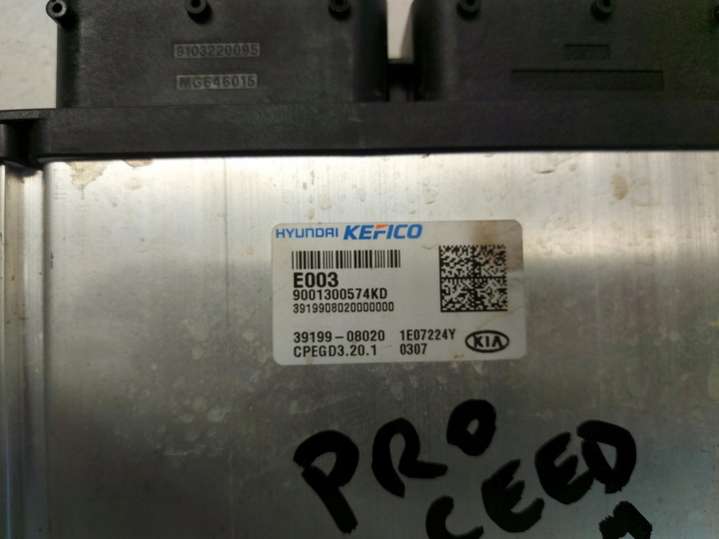 8103220095
MG646015
HYUNDAI KEFICO
E003
9001300574KD
3919908020000000
39199-08020 1E07224Y KIA
CPEGD3.20.1 0307
PRO
CEED